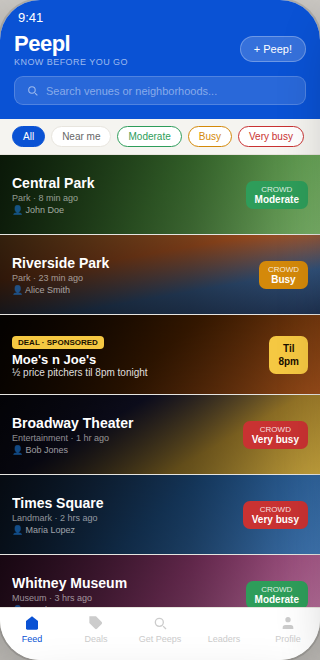 9:41
Peepl
+ Peep!
KNOW BEFORE YOU GO
Search venues or neighborhoods...
All
Near me
Moderate
Busy
Very busy
Central Park
Park · 8 min ago
John Doe
CROWD
Moderate
Riverside Park
Park · 23 min ago
Alice Smith
CROWD
Busy
DEAL · SPONSORED
Moe's n Joe's
½ price pitchers til 8pm tonight
Til
8pm
Broadway Theater
Entertainment · 1 hr ago
Bob Jones
CROWD
Very busy
Times Square
Landmark · 2 hrs ago
Maria Lopez
CROWD
Very busy
Whitney Museum
Museum · 3 hrs ago
CROWD
Moderate
Feed
Deals
Get Peeps
Leaders
Profile